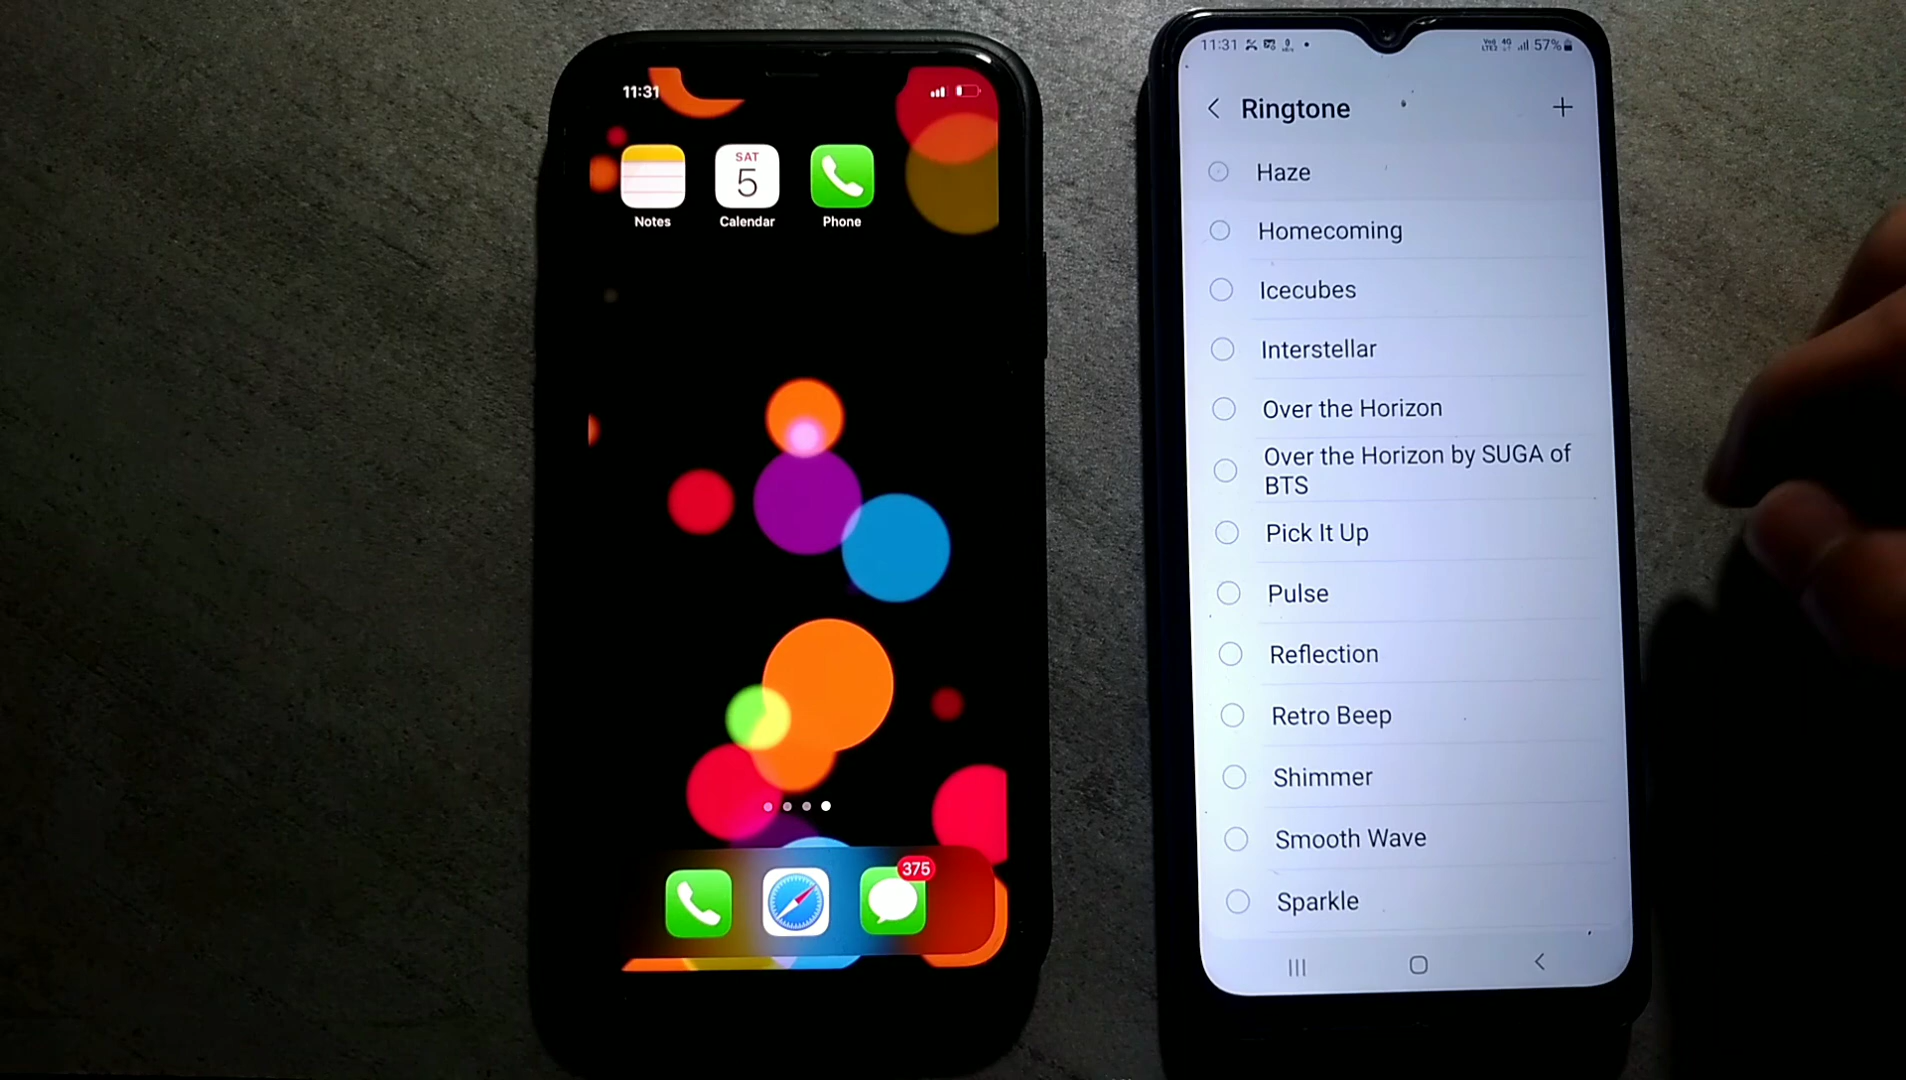 11:31
SAT
5
Notes
Calendar
Phone
375
11:31
4G
57%
Ringtone
Haze
Homecoming
Icecubes
Interstellar
Over the Horizon
Over the Horizon by SUGA of
BTS
Pick It Up
Pulse
Reflection
Retro Beep
Shimmer
Smooth Wave
Sparkle